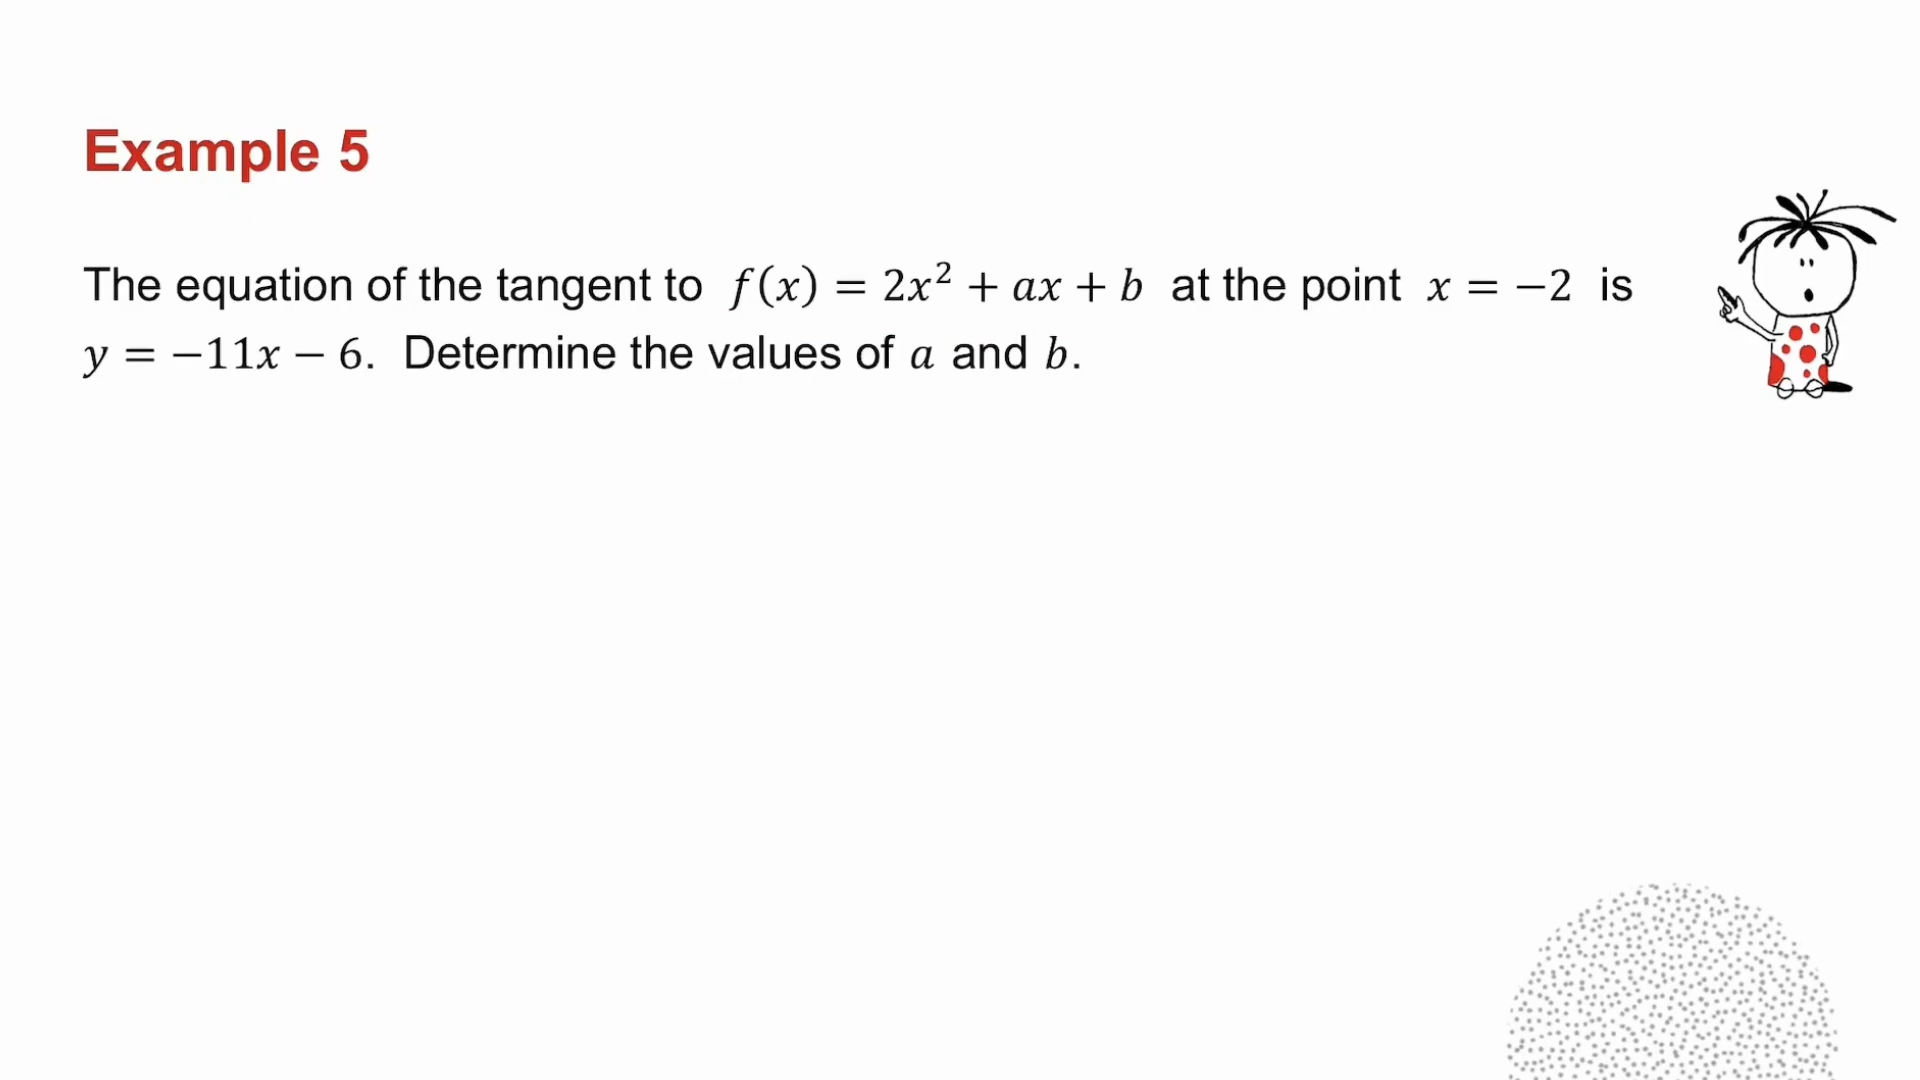 Example 5
The equation of the tangent to f(x) = 2x² + ax + b at the point x = −2 is
y = −11x − 6. Determine the values of a and b.